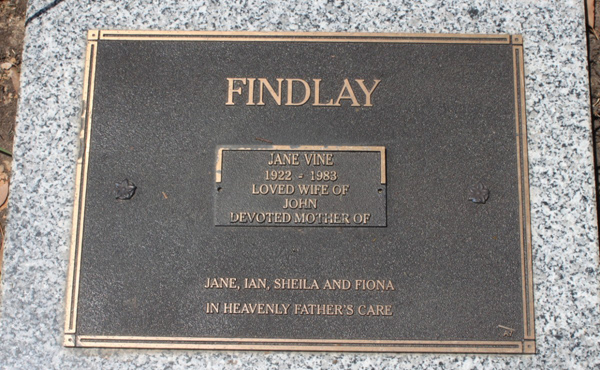 FINDLAY
JANE VINE
1922 - 1983
LOVED WIFE OF
JOHN
DEVOTED MOTHER OF
JANE, IAN, SHEILA AND FIONA
IN HEAVENLY FATHER'S CARE